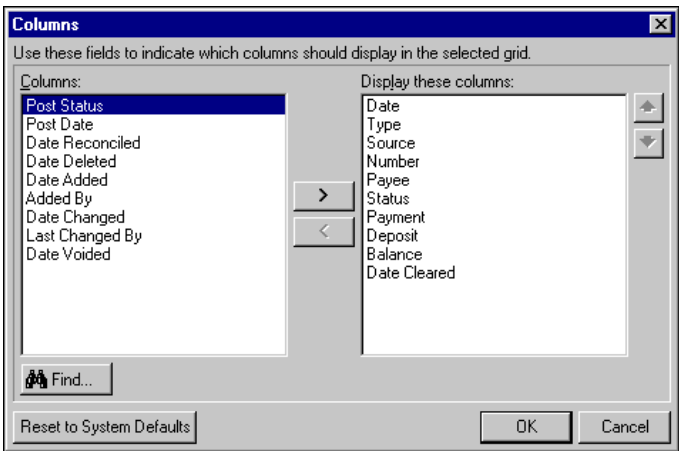 Columns
Use these fields to indicate which columns should display in the selected grid.
Columns:
Post Status
Post Date
Date Reconciled
Date Deleted
Date Added
Added By
Date Changed
Last Changed By
Date Voided
>
<
Display these columns:
Date
Type
Source
Number
Payee
Status
Payment
Deposit
Balance
Date Cleared
Find...
Reset to System Defaults
OK
Cancel